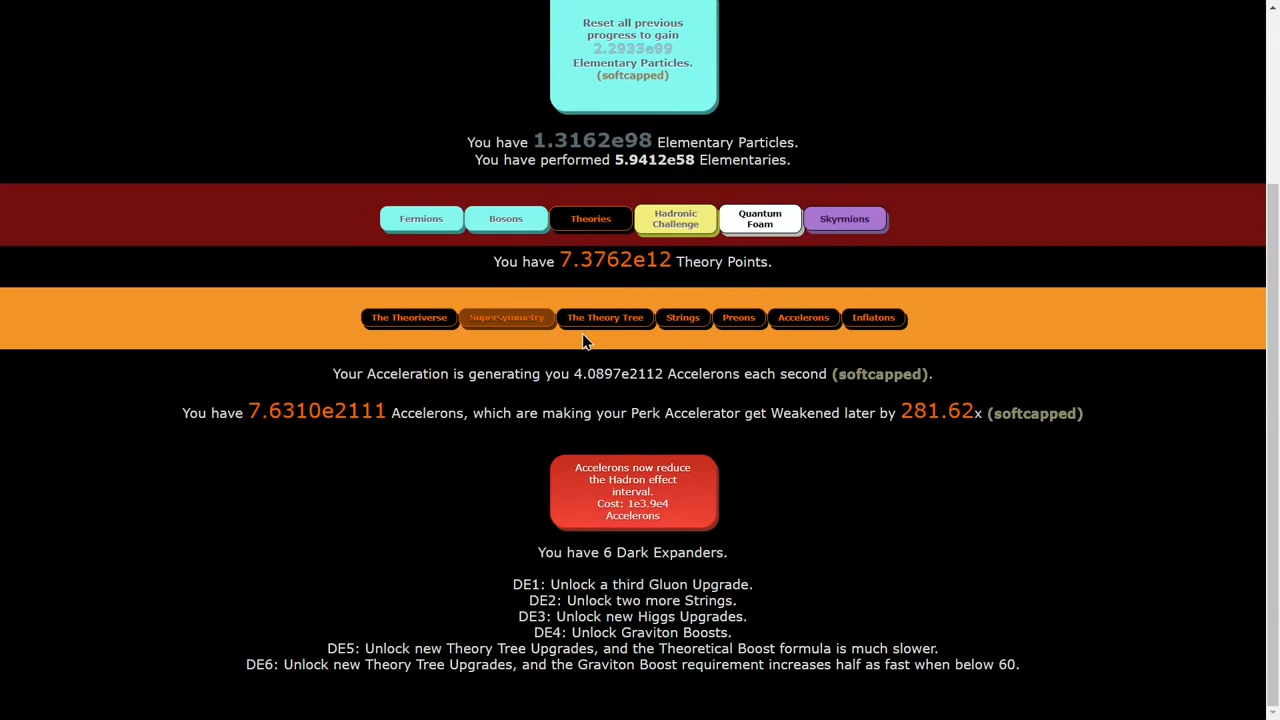 Reset all previous
progress to gain
2.2933e99
Elementary Particles.
(softcapped)
You have 1.3162e98 Elementary Particles.
You have performed 5.9412e58 Elementaries.
Fermions Bosons Theories Hadronic Challenge Quantum Foam Skyrmions
You have 7.3762e12 Theory Points.
The Theoriverse Supersymmetry The Theory Tree Strings Preons Accelerons Inflatons
Your Acceleration is generating you 4.0897e2112 Accelerons each second (softcapped).
You have 7.6310e2111 Accelerons, which are making your Perk Accelerator get Weakened later by 281.62x (softcapped)
Accelerons now reduce
the Hadron effect
interval.
Cost: 1e3.9e4
Accelerons
You have 6 Dark Expanders.
DE1: Unlock a third Gluon Upgrade.
DE2: Unlock two more Strings.
DE3: Unlock new Higgs Upgrades.
DE4: Unlock Graviton Boosts.
DE5: Unlock new Theory Tree Upgrades, and the Theoretical Boost formula is much slower.
DE6: Unlock new Theory Tree Upgrades, and the Graviton Boost requirement increases half as fast when below 60.